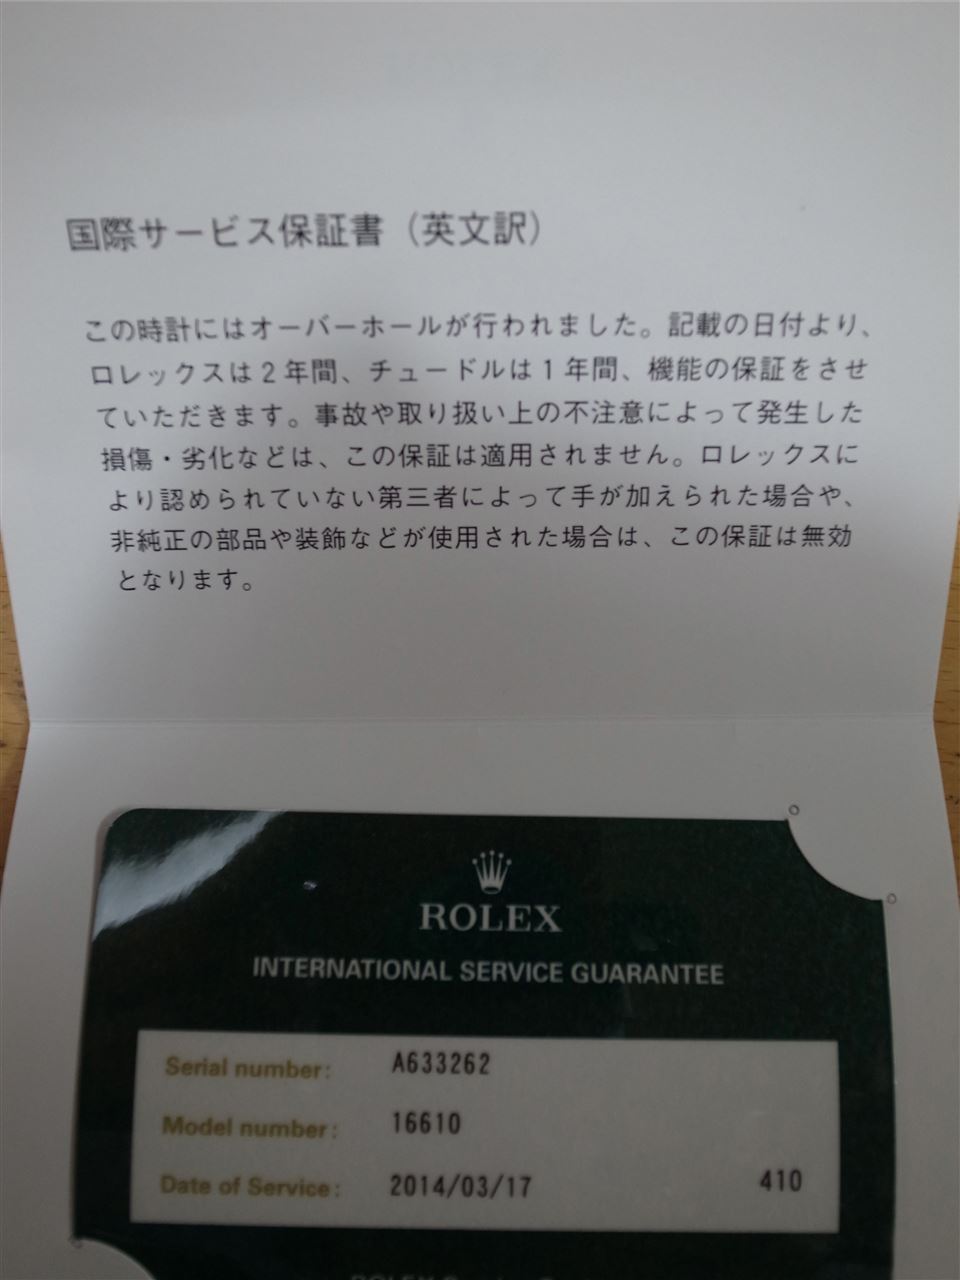 国際サービス保証書（英文訳）
この時計にはオーバーホールが行われました。記載の日付より、
ロレックスは２年間、チュードルは１年間、機能の保証をさせ
ていただきます。事故や取り扱い上の不注意によって発生した
損傷・劣化などは、この保証は適用されません。ロレックスに
より認められていない第三者によって手が加えられた場合や、
非純正の部品や装飾などが使用された場合は、この保証は無効
となります。
ROLEX
INTERNATIONAL SERVICE GUARANTEE
Serial number: A633262
Model number: 16610
Date of Service: 2014/03/17 410